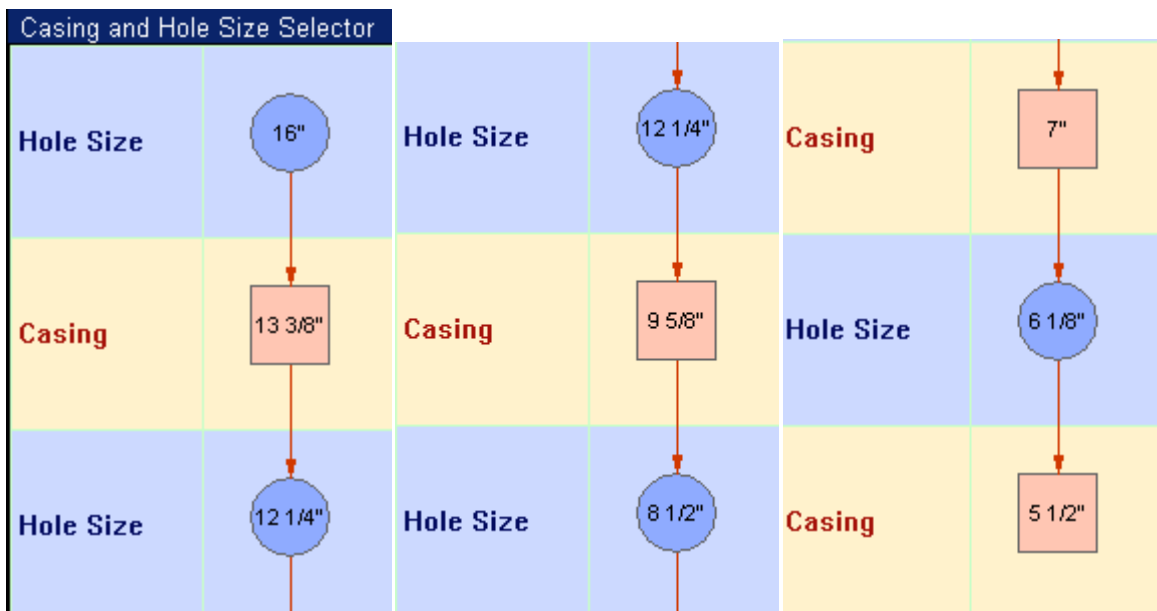 Casing and Hole Size Selector
Hole Size
16"
Casing
13 3/8"
Hole Size
12 1/4"
Hole Size
12 1/4"
Casing
9 5/8"
Hole Size
8 1/2"
Casing
7"
Hole Size
6 1/8"
Casing
5 1/2"